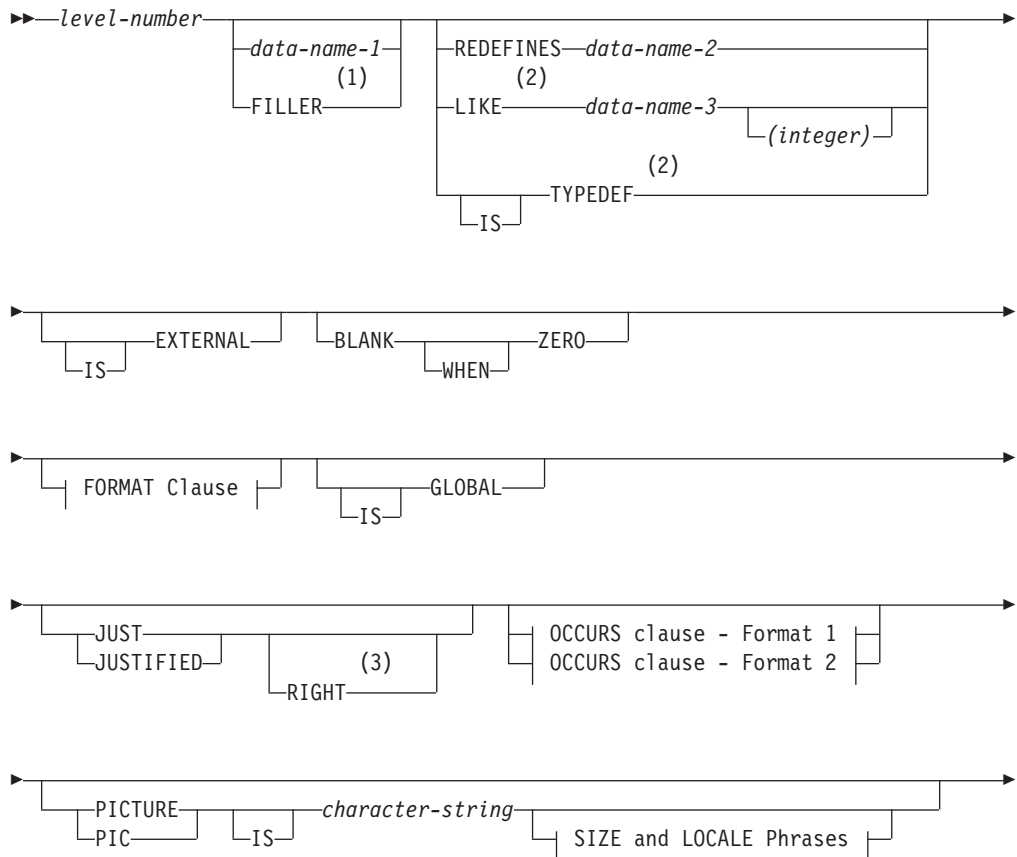 level-number
data-name-1 REDEFINES data-name-2
(1) (2)
FILLER LIKE data-name-3
(integer)
(2)
TYPEDEF
IS
EXTERNAL BLANK ZERO
IS WHEN
FORMAT Clause GLOBAL
IS
JUST OCCURS clause - Format 1
JUSTIFIED (3) OCCURS clause - Format 2
RIGHT
PICTURE character-string
PIC IS SIZE and LOCALE Phrases